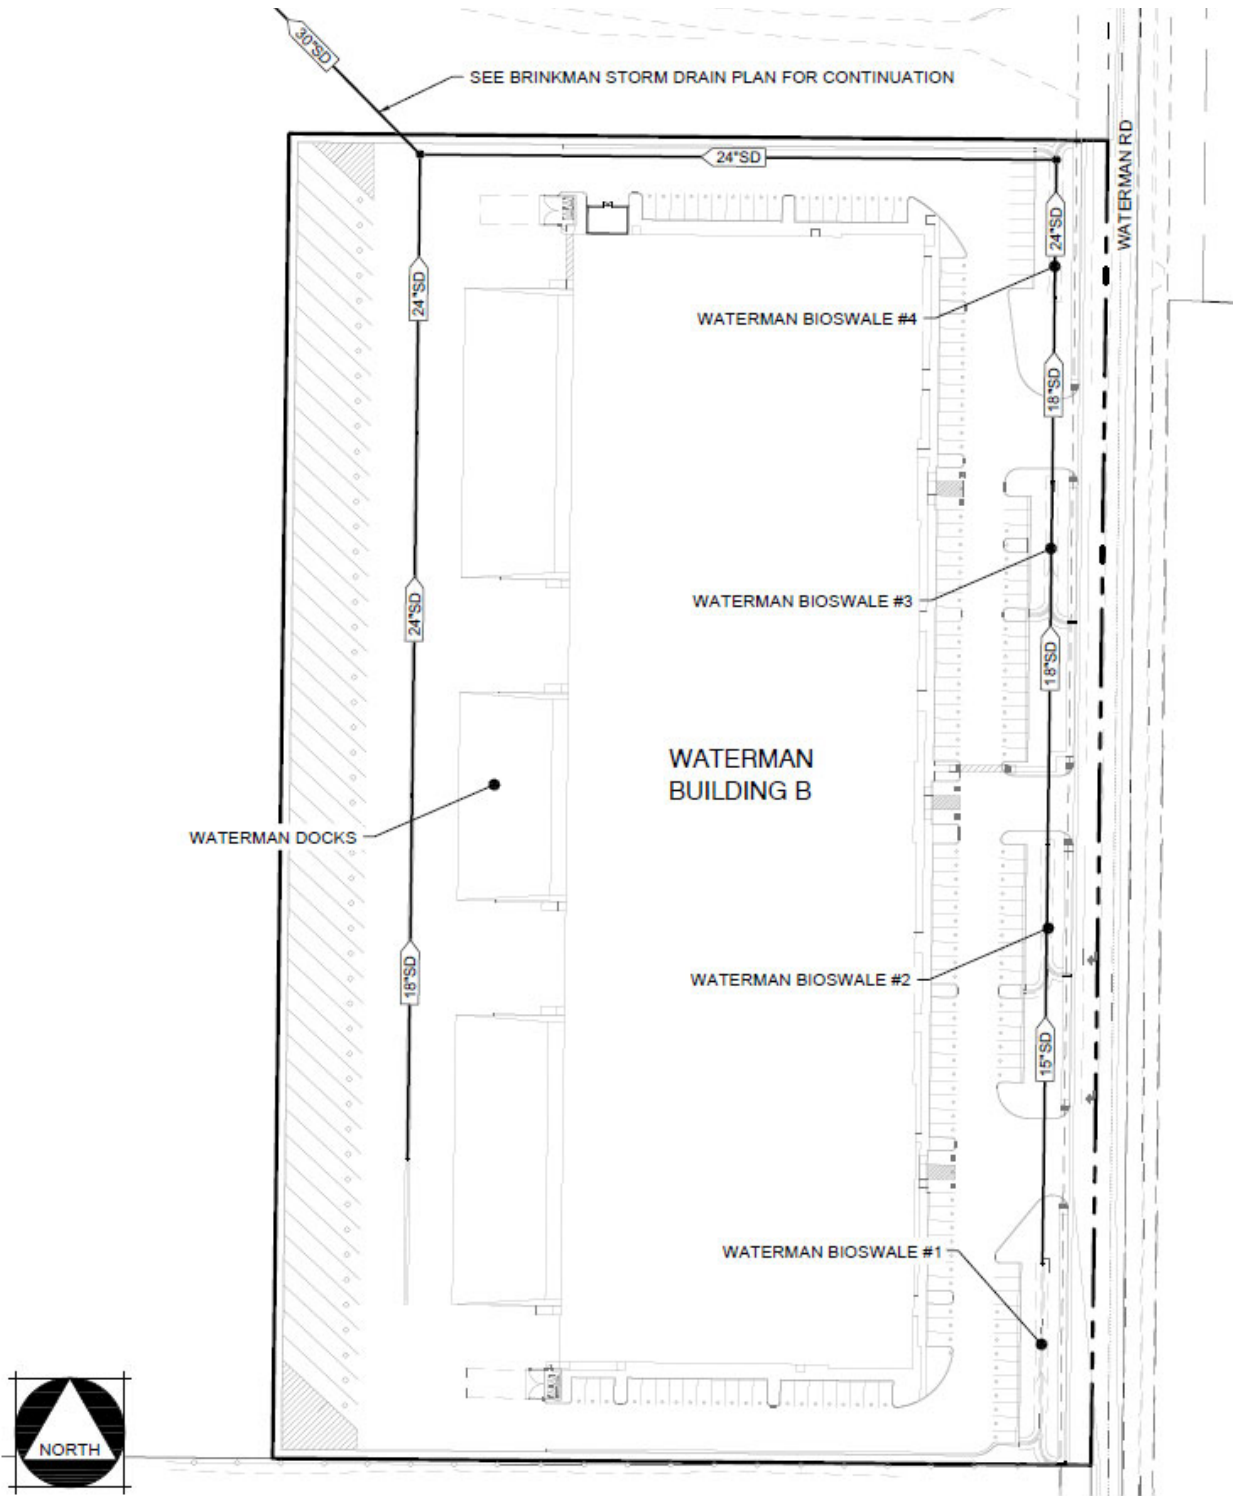 30"SD
SEE BRINKMAN STORM DRAIN PLAN FOR CONTINUATION
24"SD
WATERMAN RD
24"SD
24"SD
WATERMAN BIOSWALE #4
18"SD
24"SD
WATERMAN BIOSWALE #3
18"SD
WATERMAN
BUILDING B
WATERMAN DOCKS
18"SD
WATERMAN BIOSWALE #2
15"SD
WATERMAN BIOSWALE #1
NORTH